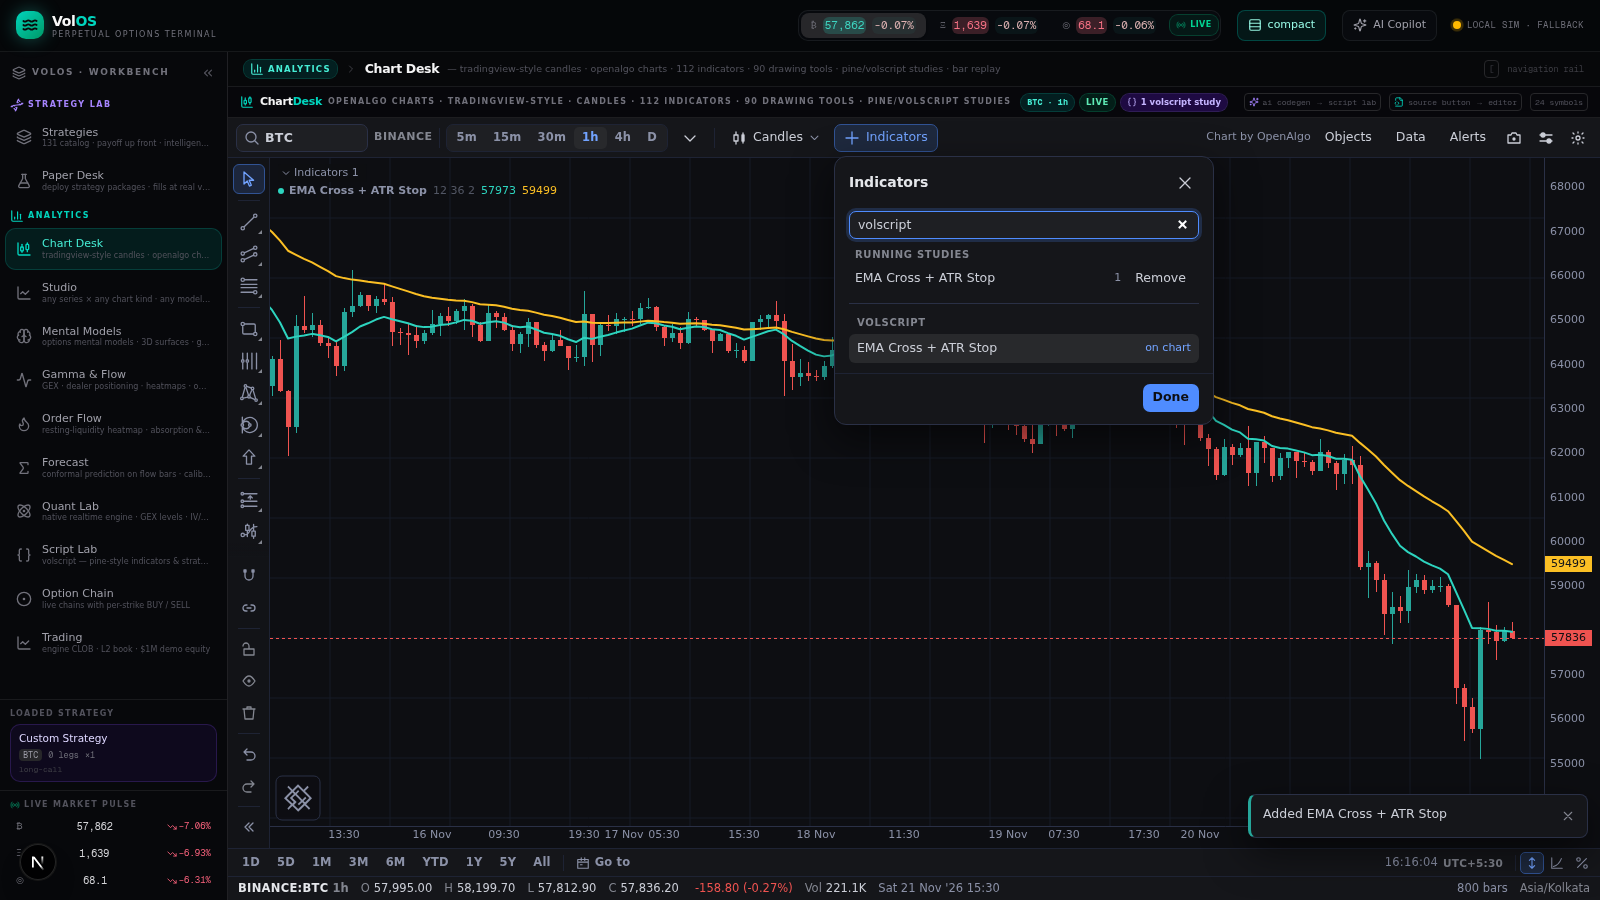 VolOS
PERPETUAL OPTIONS TERMINAL
57,862 -0.07%
1,639 -0.07%
68.1 -0.06%
LIVE
compact
AI Copilot
LOCAL SIM · FALLBACK
VOLOS · WORKBENCH
STRATEGY LAB
Strategies
131 catalog · payoff up front · intelligen...
Paper Desk
deploy strategy packages · fills at real v...
ANALYTICS
Chart Desk
tradingview-style candles · openalgo ch...
Studio
any series × any chart kind · any model...
Mental Models
options mental models · 3D surfaces · g...
Gamma & Flow
GEX · dealer positioning · heatmaps · o...
Order Flow
resting-liquidity heatmap · absorption &...
Forecast
conformal prediction on flow bars · calib...
Quant Lab
native realtime engine · GEX levels · IV/...
Script Lab
volscript — pine-style indicators & strat...
Option Chain
live chains with per-strike BUY / SELL
Trading
engine CLOB · L2 book · $1M demo equity
LOADED STRATEGY
Custom Strategy
BTC 0 legs ×1
long-call
LIVE MARKET PULSE
57,862 -7.06%
1,639 -6.93%
68.1 -6.31%
N
ANALYTICS › Chart Desk — tradingview-style candles · openalgo charts · 112 indicators · 90 drawing tools · pine/volscript studies · bar replay
[ navigation rail
ChartDesk OPENALGO CHARTS · TRADINGVIEW-STYLE · CANDLES · 112 INDICATORS · 90 DRAWING TOOLS · PINE/VOLSCRIPT STUDIES
BTC · 1h LIVE {} 1 volscript study
ai codegen → script lab
source button → editor
24 symbols
BTC BINANCE 5m 15m 30m 1h 4h D Candles Indicators
Chart by OpenAlgo Objects Data Alerts
Indicators 1
EMA Cross + ATR Stop 12 36 2 57973 59499
Indicators
volscript
RUNNING STUDIES
EMA Cross + ATR Stop 1 Remove
VOLSCRIPT
EMA Cross + ATR Stop on chart
Done
68000
67000
66000
65000
64000
63000
62000
61000
60000
59499
59000
57836
57000
56000
55000
Added EMA Cross + ATR Stop
13:30 16 Nov 09:30 19:30 17 Nov 05:30 15:30 18 Nov 11:30 19 Nov 07:30 17:30 20 Nov
1D 5D 1M 3M 6M YTD 1Y 5Y All Go to
16:16:04 UTC+5:30
BINANCE:BTC 1h O 57,995.00 H 58,199.70 L 57,812.90 C 57,836.20 -158.80 (-0.27%) Vol 221.1K Sat 21 Nov '26 15:30
800 bars Asia/Kolkata